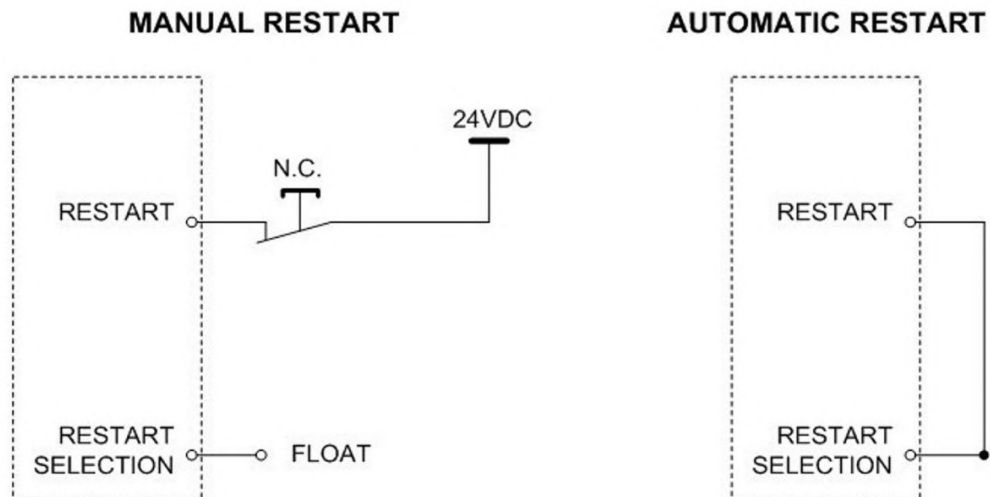 MANUAL RESTART
24VDC
N.C.
RESTART
RESTART
SELECTION
FLOAT
AUTOMATIC RESTART
RESTART
RESTART
SELECTION